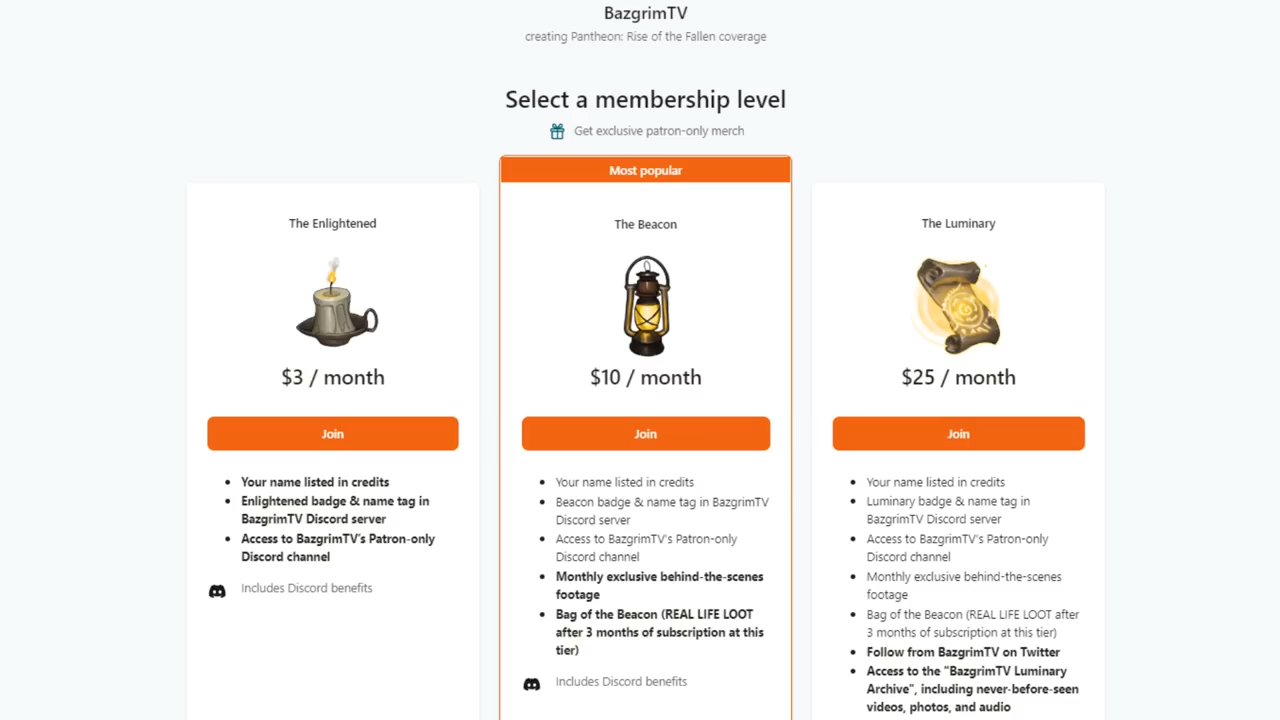 BazgrimTV
creating Pantheon: Rise of the Fallen coverage
Select a membership level
Get exclusive patron-only merch
The Enlightened
$3 / month
Join
Your name listed in credits
Enlightened badge & name tag in
BazgrimTV Discord server
Access to BazgrimTV's Patron-only
Discord channel
Includes Discord benefits
Most popular
The Beacon
$10 / month
Join
Your name listed in credits
Beacon badge & name tag in BazgrimTV
Discord server
Access to BazgrimTV's Patron-only
Discord channel
Monthly exclusive behind-the-scenes
footage
Bag of the Beacon (REAL LIFE LOOT
after 3 months of subscription at this
tier)
Includes Discord benefits
The Luminary
$25 / month
Join
Your name listed in credits
Luminary badge & name tag in
BazgrimTV Discord server
Access to BazgrimTV's Patron-only
Discord channel
Monthly exclusive behind-the-scenes
footage
Bag of the Beacon (REAL LIFE LOOT after
3 months of subscription at this tier)
Follow from BazgrimTV on Twitter
Access to the "BazgrimTV Luminary
Archive", including never-before-seen
videos, photos, and audio